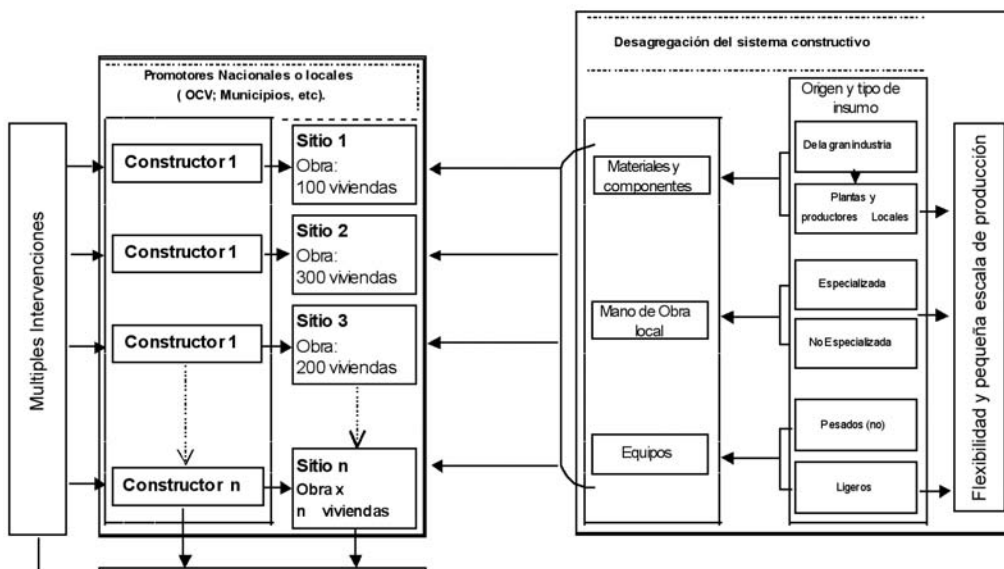 Multiples Intervenciones
Promotores Nacionales o locales
( OCV; Municipios, etc).
Constructor 1
Sitio 1
Obra:
100 viviendas
Constructor 1
Sitio 2
Obra:
300 viviendas
Constructor 1
Sitio 3
Obra:
200 viviendas
Constructor n
Sitio n
Obra x
n viviendas
Desagregación del sistema constructivo
Materiales y
componentes
Mano de Obra
local
Equipos
Origen y tipo de
insumo
De la gran industria
Plantas y
productores Locales
Especializada
No Especializada
Pesados (no)
Ligeros
Flexibilidad y pequeña escala de producción